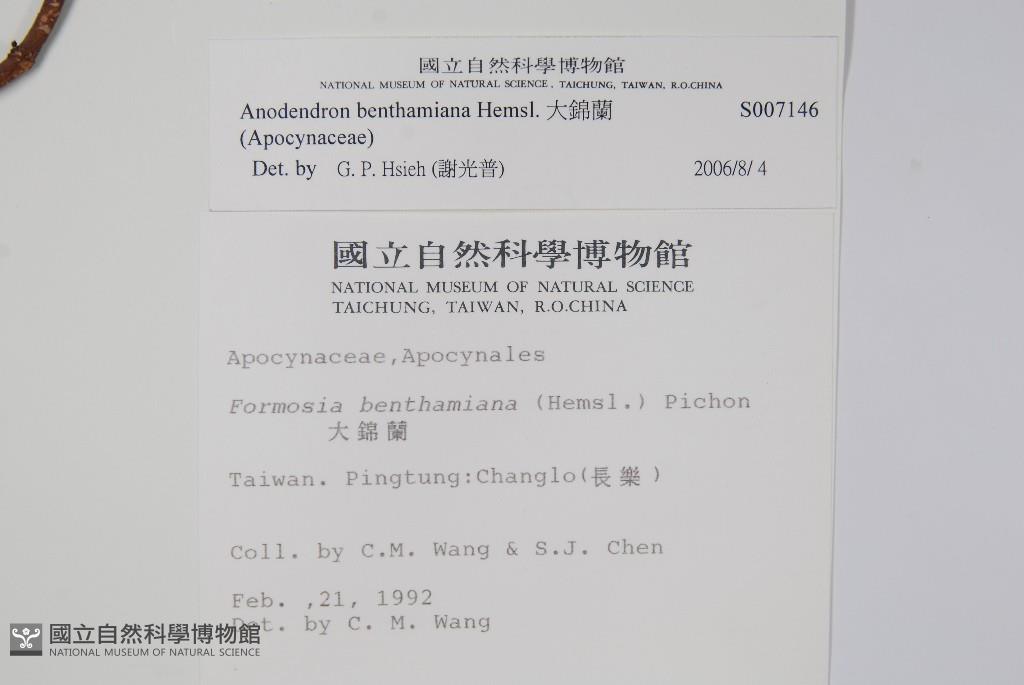 國立自然科學博物館
NATIONAL MUSEUM OF NATURAL SCIENCE, TAICHUNG, TAIWAN, R.O.CHINA
Anodendron benthamiana Hemsl. 大錦蘭 S007146
(Apocynaceae)
Det. by G. P. Hsieh (謝光普) 2006/8/ 4
國立自然科學博物館
NATIONAL MUSEUM OF NATURAL SCIENCE
TAICHUNG, TAIWAN, R.O.CHINA
Apocynaceae,Apocynales
Formosia benthamiana (Hemsl.) Pichon
大錦蘭
Taiwan. Pingtung:Changlo(長樂)
Coll. by C.M. Wang & S.J. Chen
Feb. ,21, 1992
Det. by C. M. Wang
國立自然科學博物館
NATIONAL MUSEUM OF NATURAL SCIENCE